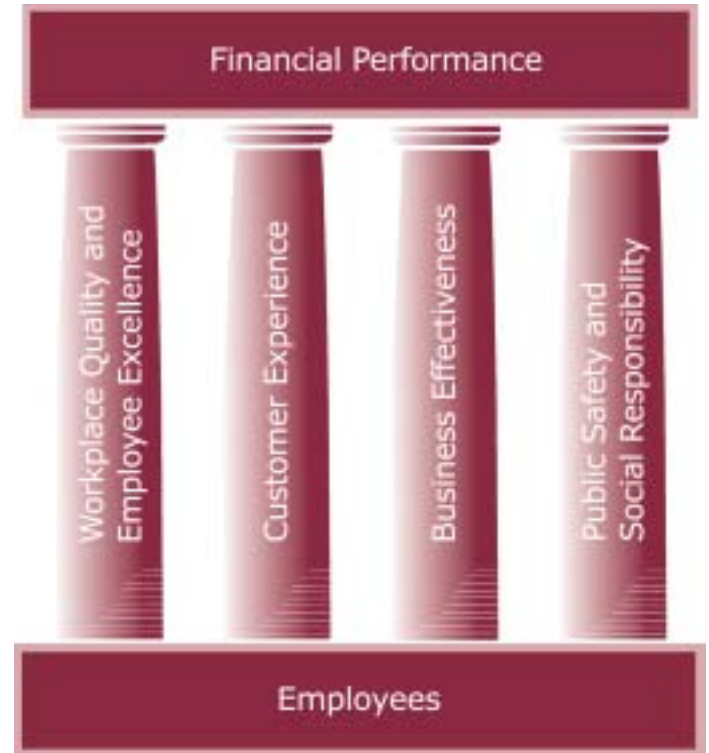 Financial Performance
Workplace Quality and
Employee Excellence
Customer Experience
Business Effectiveness
Public Safety and
Social Responsibility
Employees